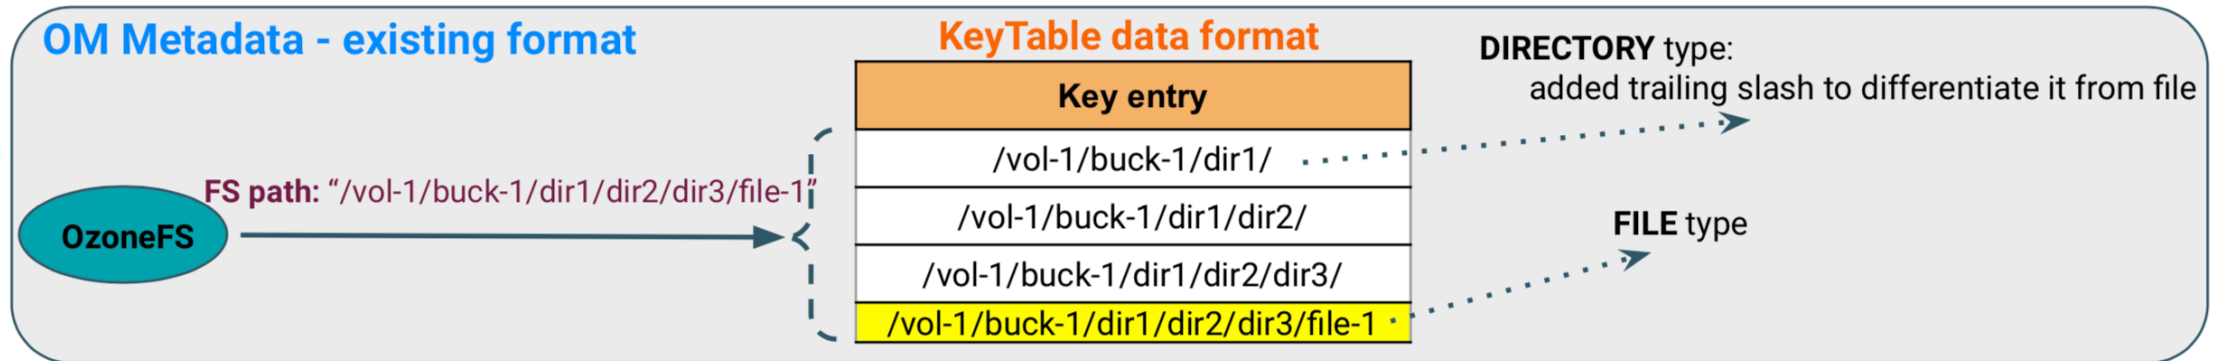 OM Metadata - existing format
KeyTable data format
DIRECTORY type:
added trailing slash to differentiate it from file
Key entry
/vol-1/buck-1/dir1/
FS path: “/vol-1/buck-1/dir1/dir2/dir3/file-1”
/vol-1/buck-1/dir1/dir2/
FILE type
OzoneFS
/vol-1/buck-1/dir1/dir2/dir3/
/vol-1/buck-1/dir1/dir2/dir3/file-1